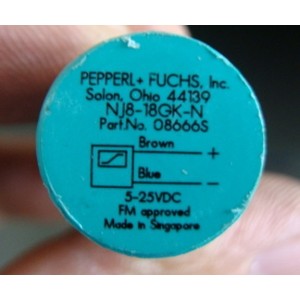 PEPPERL+ FUCHS, Inc.
Solon, Ohio 44139
NJ8-18GK-N
Part.No. 08666S
Brown +
Blue -
5-25VDC
FM approved
Made in Singapore